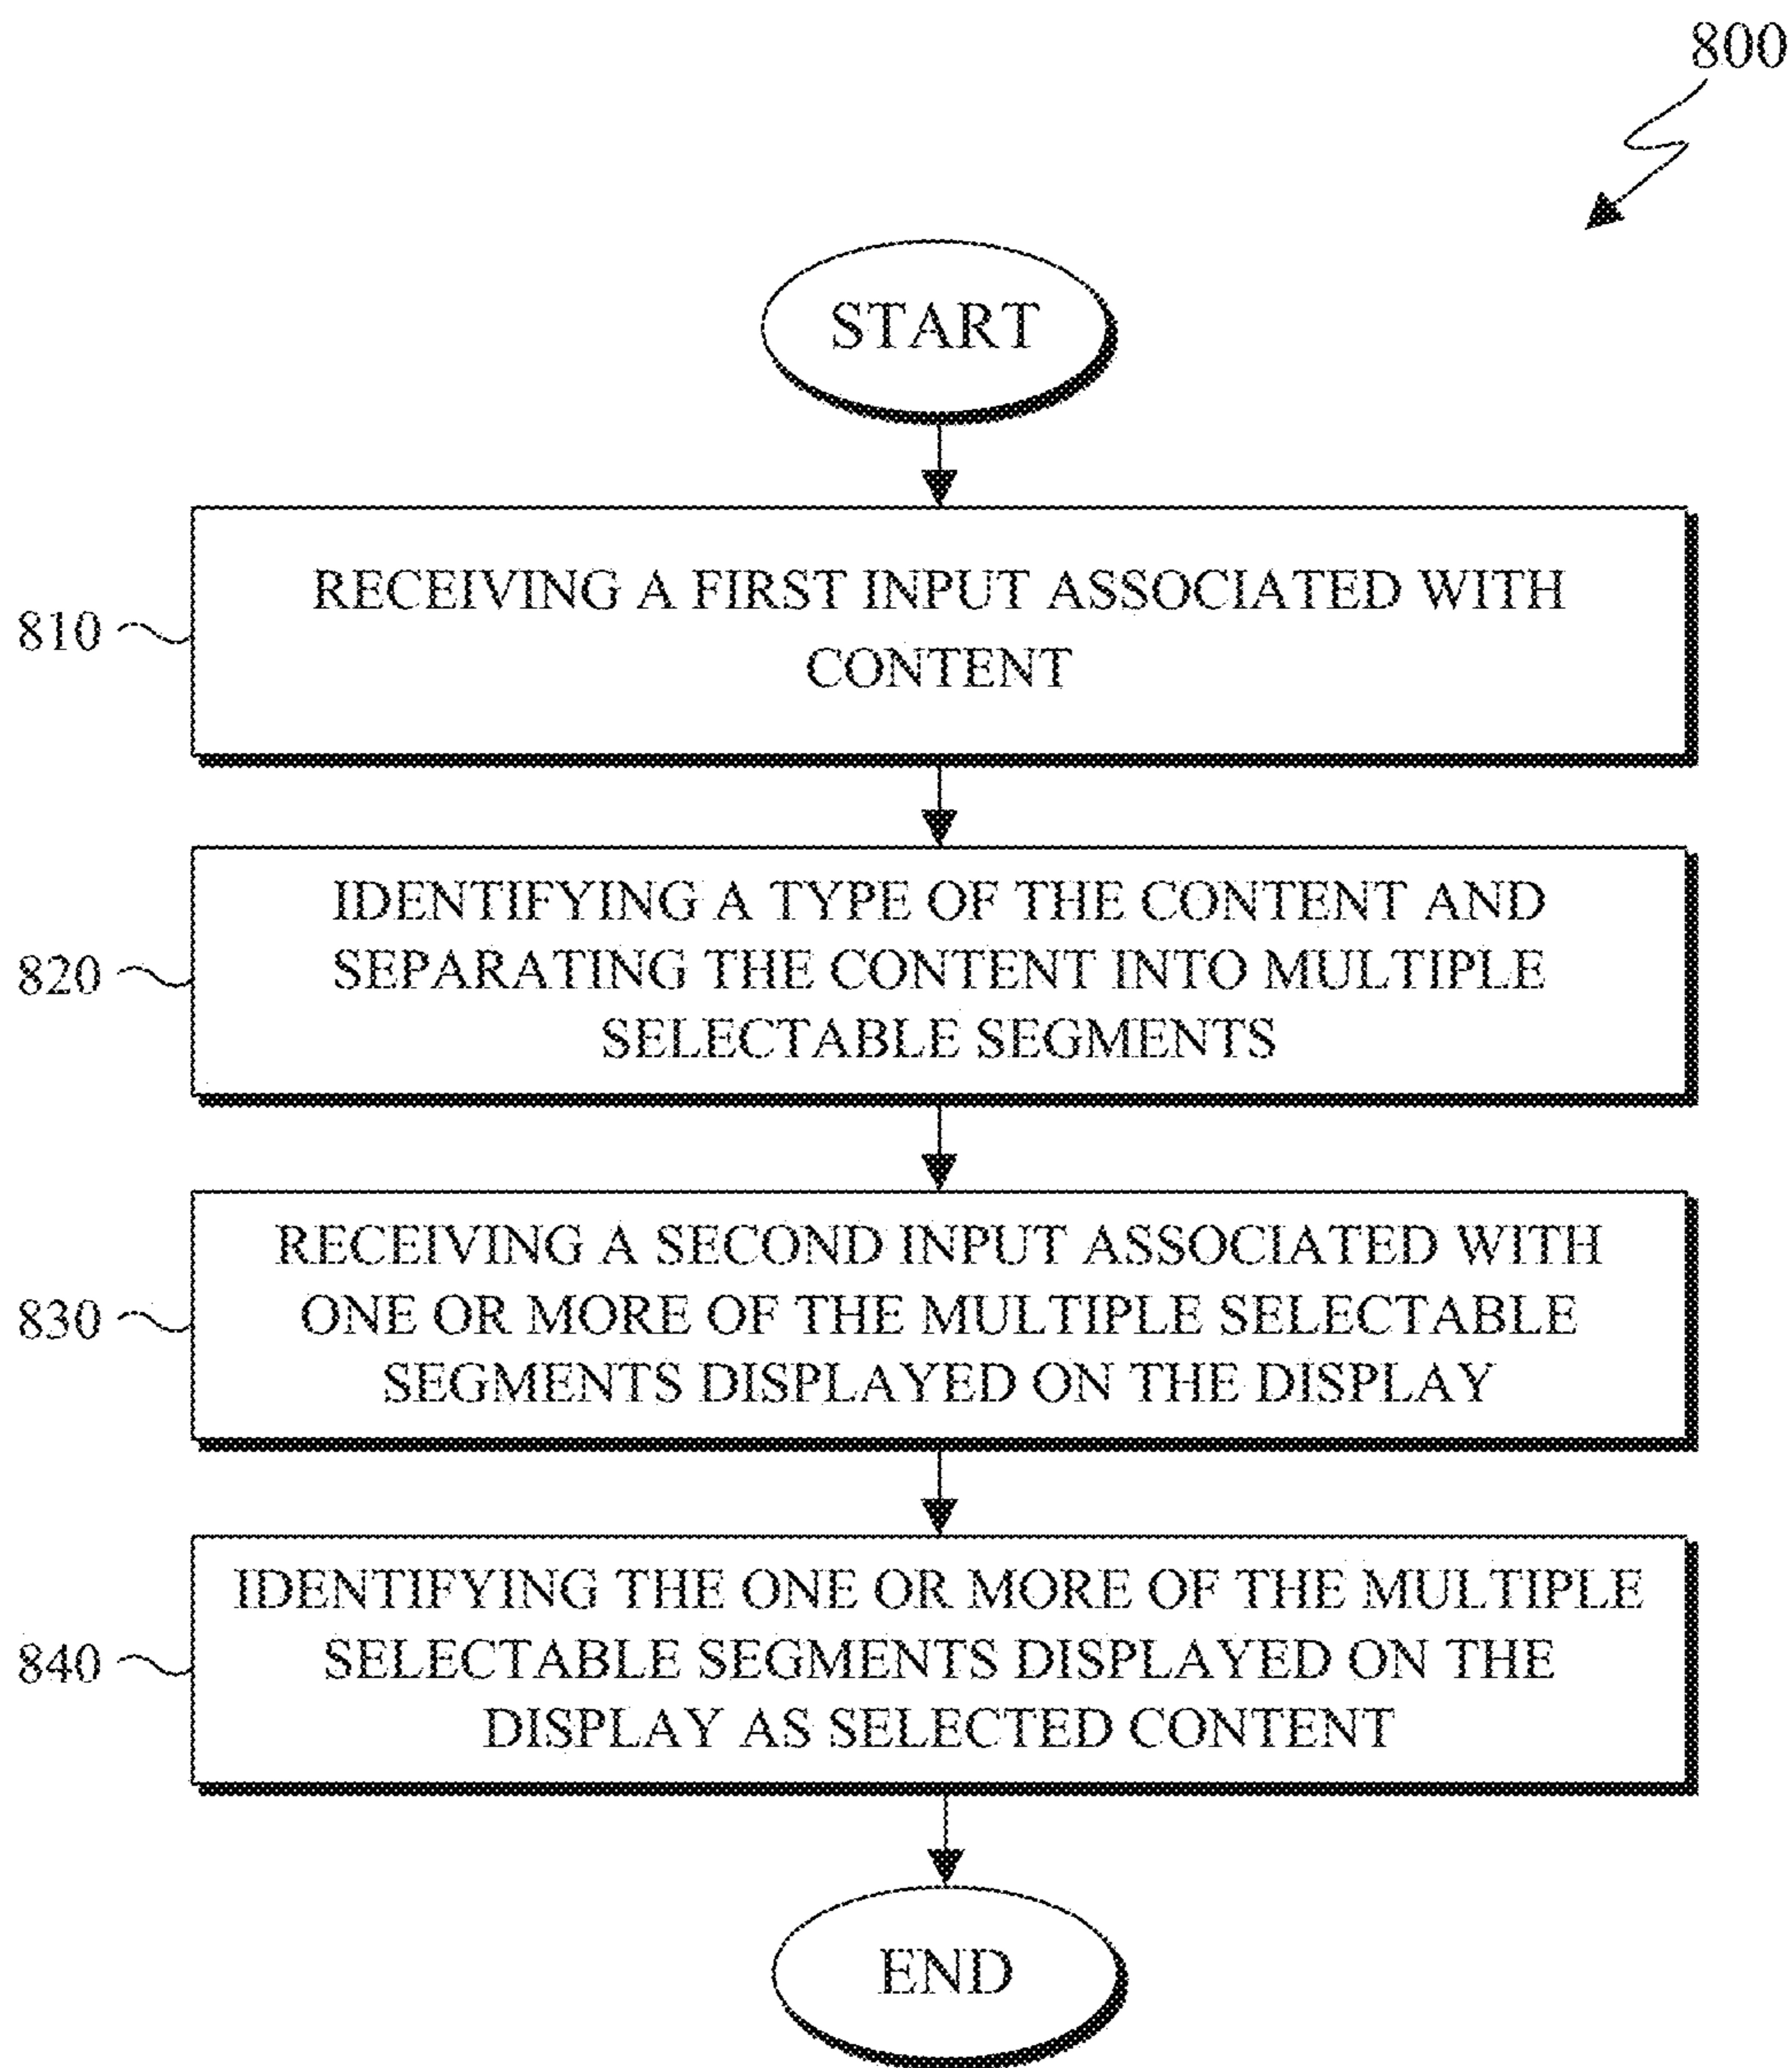 800
START
RECEIVING A FIRST INPUT ASSOCIATED WITH
CONTENT
810
IDENTIFYING A TYPE OF THE CONTENT AND
SEPARATING THE CONTENT INTO MULTIPLE
SELECTABLE SEGMENTS
820
RECEIVING A SECOND INPUT ASSOCIATED WITH
ONE OR MORE OF THE MULTIPLE SELECTABLE
SEGMENTS DISPLAYED ON THE DISPLAY
830
IDENTIFYING THE ONE OR MORE OF THE MULTIPLE
SELECTABLE SEGMENTS DISPLAYED ON THE
DISPLAY AS SELECTED CONTENT
840
END